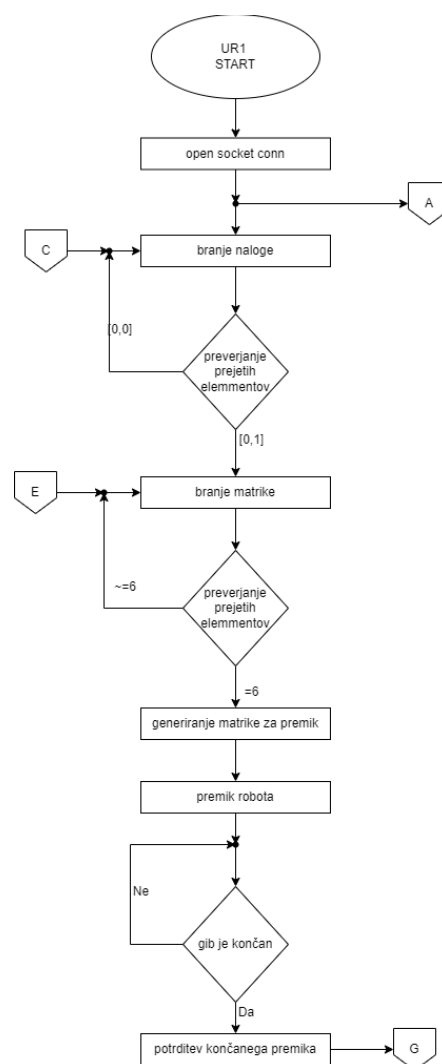 UR1
START
open socket conn
A
C
branje naloge
[0,0]
preverjanje
prejetih
elemmentov
[0,1]
E
branje matrike
~=6
preverjanje
prejetih
elemmentov
=6
generiranje matrike za premik
premik robota
Ne
gib je končan
Da
potrditev končanega premika
G